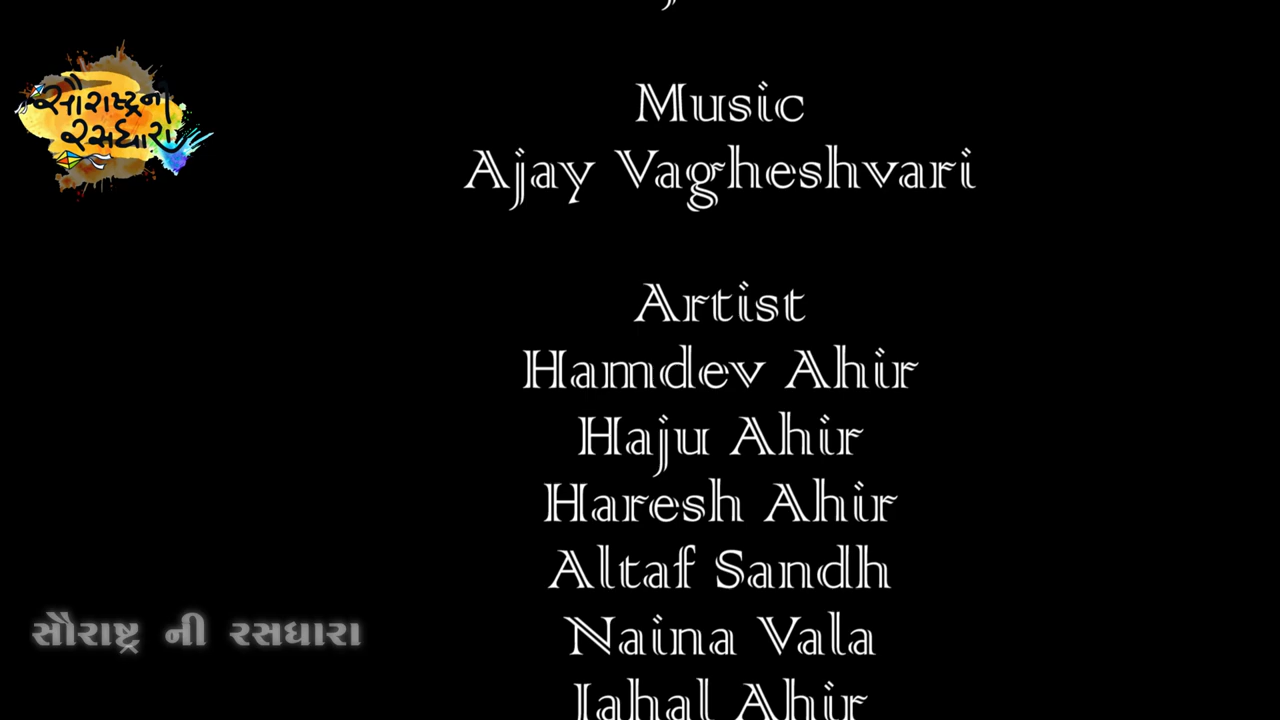 Music
Ajay Vagheshvari
Artist
Hamdev Ahir
Haju Ahir
Haresh Ahir
Altaf Sandh
Naina Vala
Jahal Ahir
સૌરાષ્ટ્રની
રસધારા
સૌરાષ્ટ્ર ની રસધારા